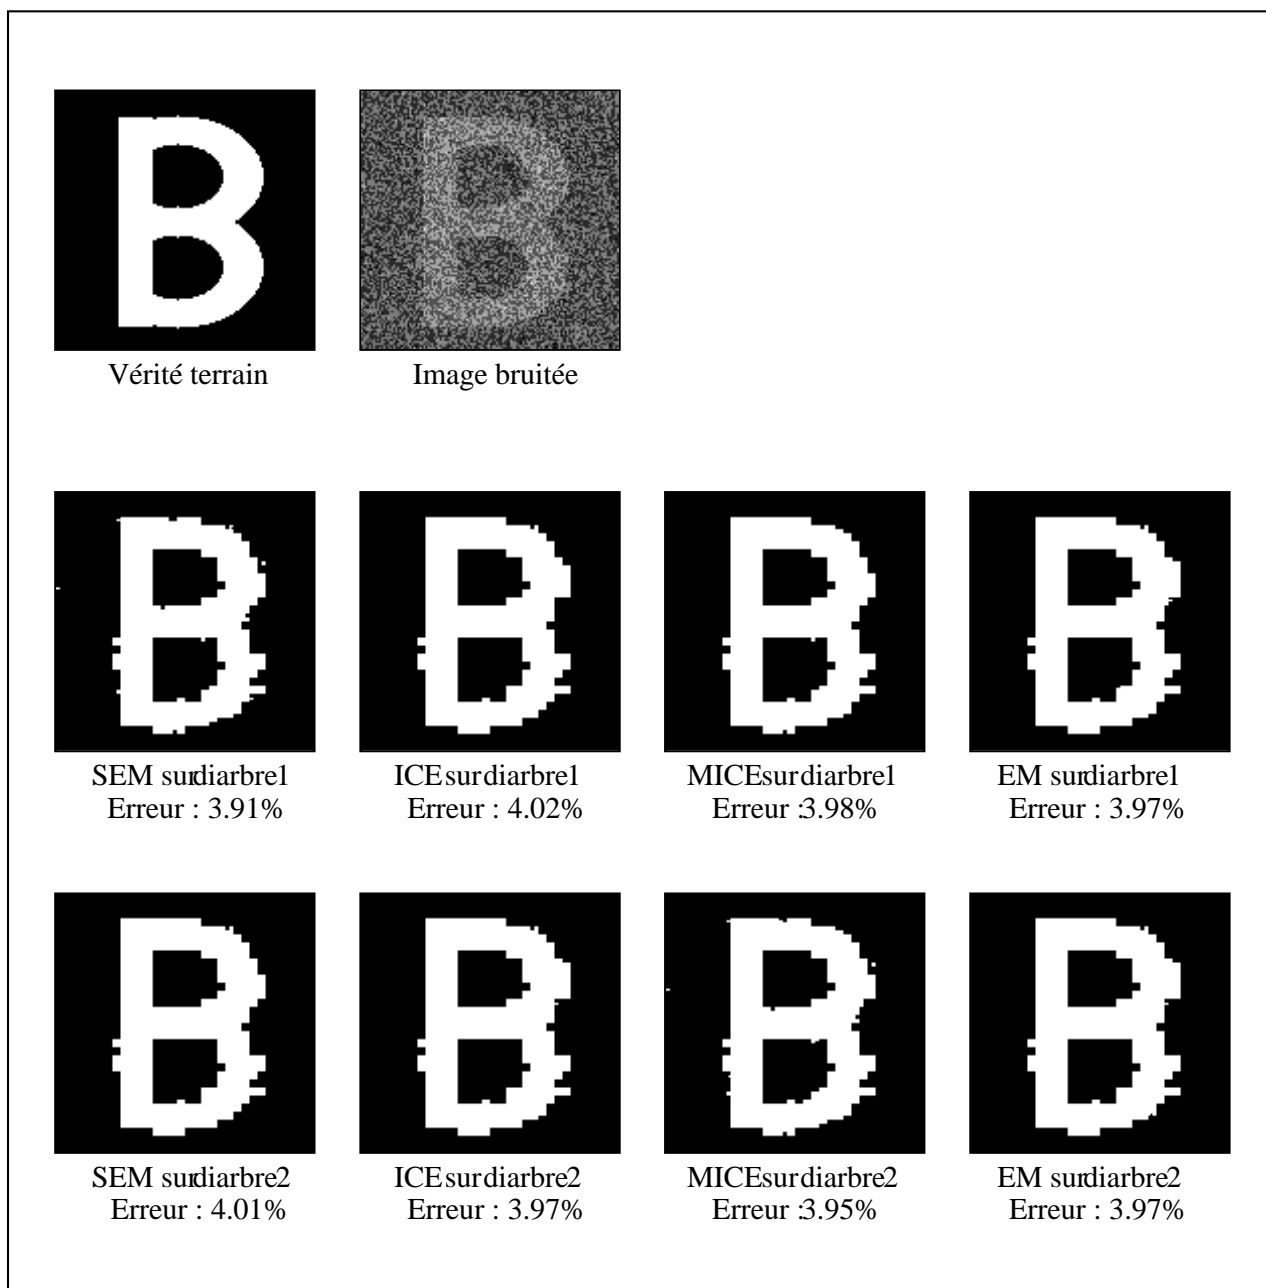 Vérité terrain
Image bruitée
SEM surdiarbre1
Erreur : 3.91%
ICEsurdiarbre1
Erreur : 4.02%
MICEsurdiarbre1
Erreur :3.98%
EM surdiarbre1
Erreur : 3.97%
SEM surdiarbre2
Erreur : 4.01%
ICEsurdiarbre2
Erreur : 3.97%
MICEsurdiarbre2
Erreur :3.95%
EM surdiarbre2
Erreur : 3.97%